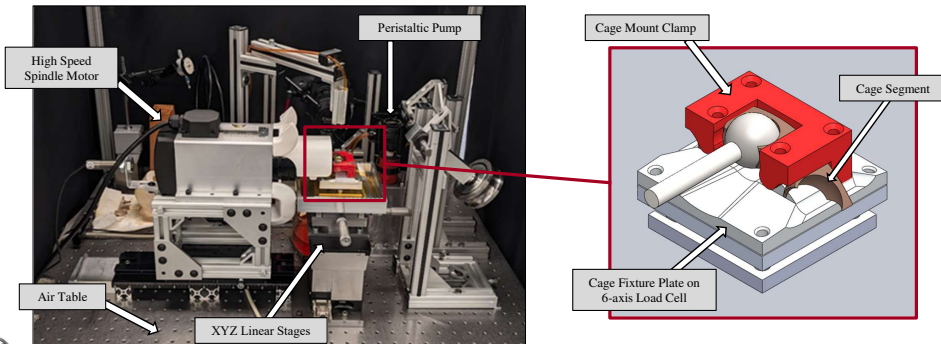 Peristaltic Pump
High Speed
Spindle Motor
Air Table
XYZ Linear Stages
Cage Mount Clamp
Cage Segment
Cage Fixture Plate on
6-axis Load Cell